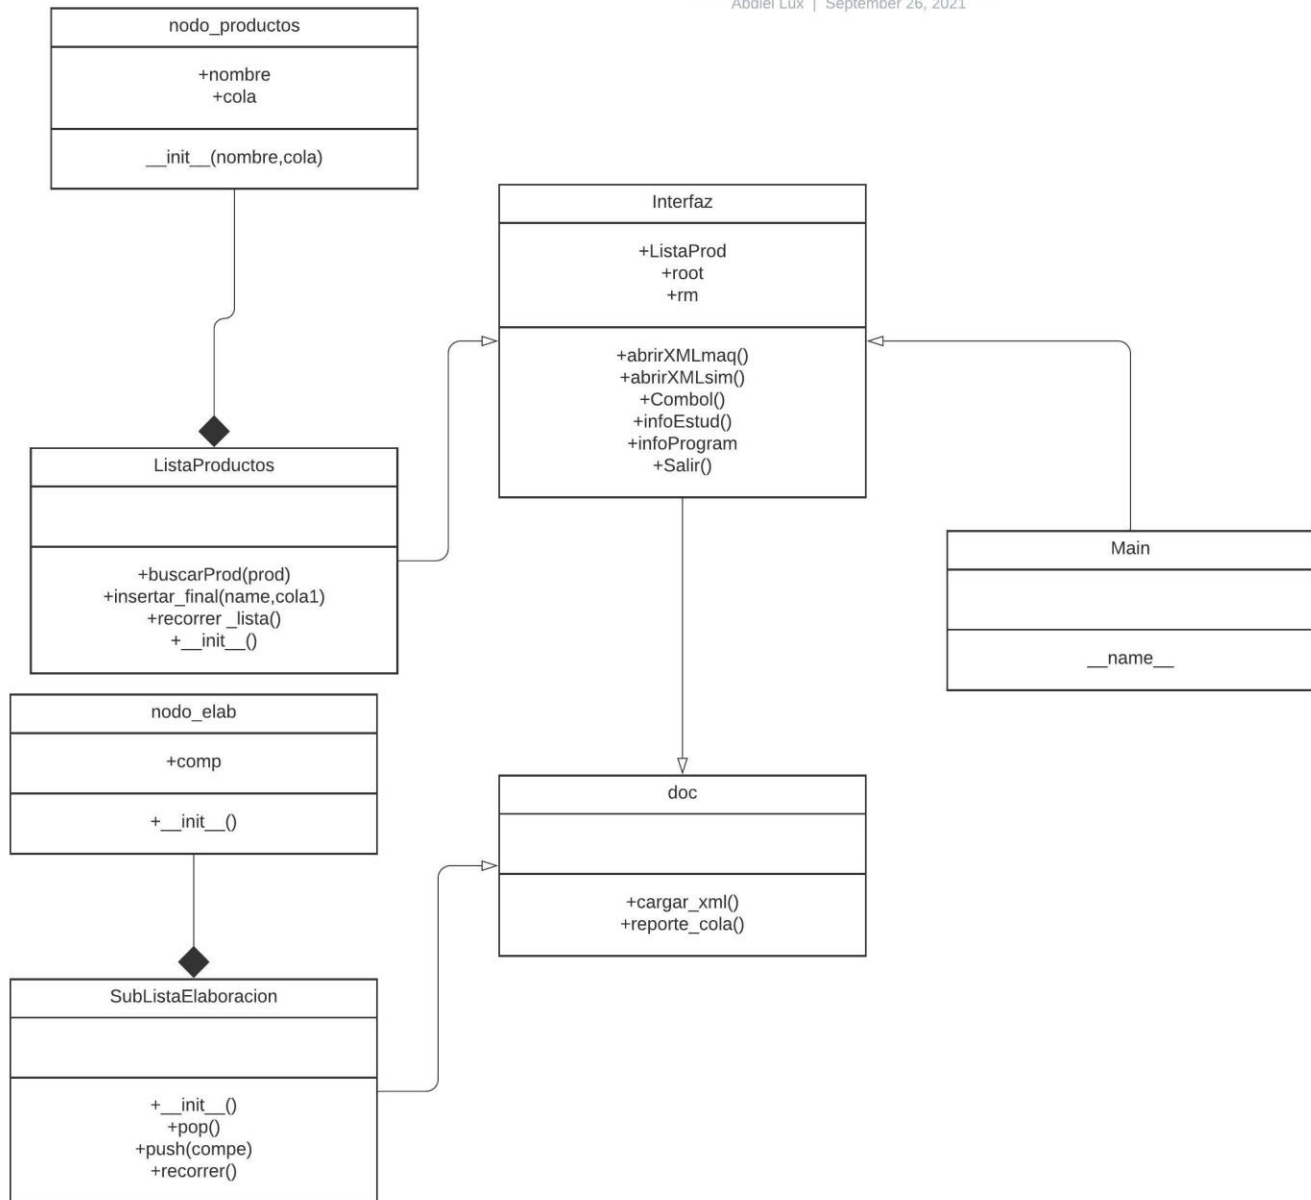 Abdiel Lux | September 26, 2021
nodo_productos
+nombre
+cola
__init__(nombre,cola)
Interfaz
+ListaProd
+root
+rm
+abrirXMLmaq()
+abrirXMLsim()
+Combol()
+infoEstud()
+infoProgram
+Salir()
ListaProductos
+buscarProd(prod)
+insertar_final(name,cola1)
+recorrer _lista()
+__init__()
Main
__name__
nodo_elab
+comp
+__init__()
doc
+cargar_xml()
+reporte_cola()
SubListaElaboracion
+__init__()
+pop()
+push(compe)
+recorrer()